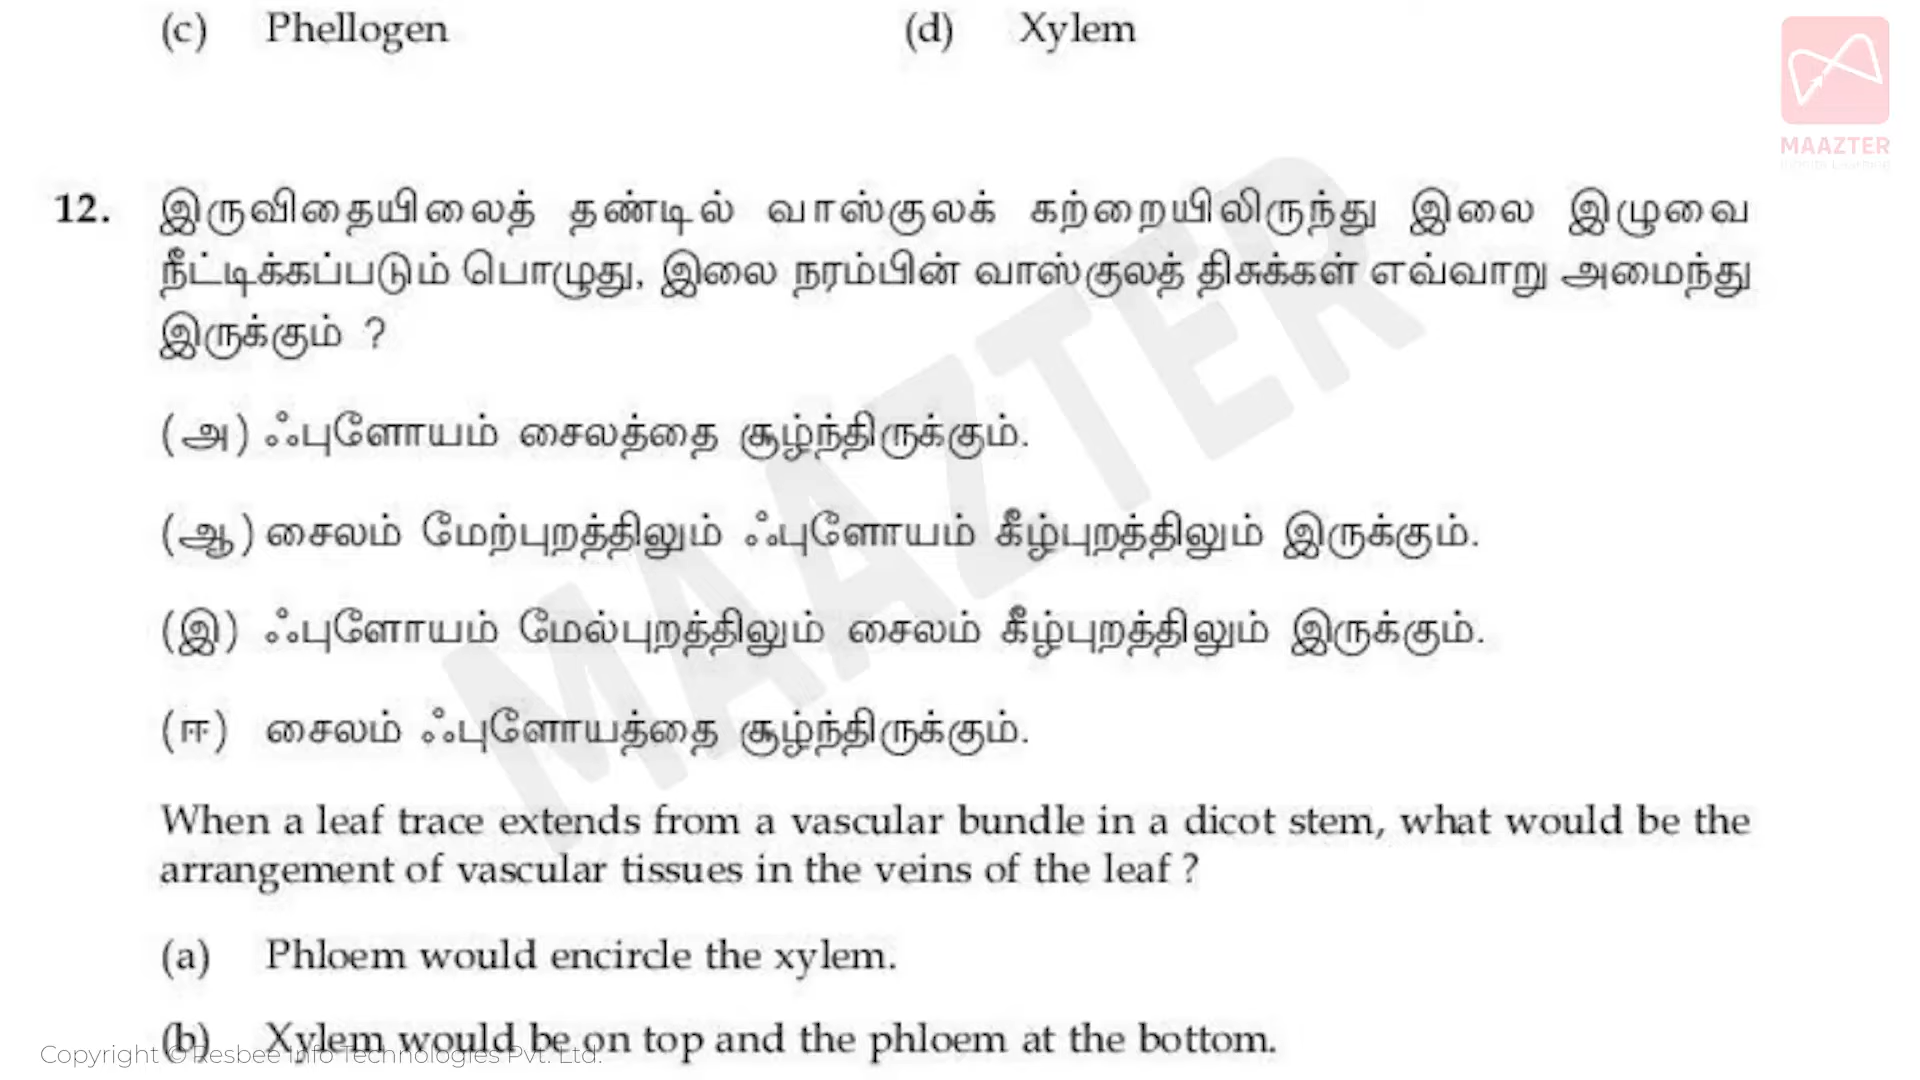 (c) Phellogen (d) Xylem
MAAZTER
Infinite Learning
12. இருவிதையிலைத் தண்டில் வாஸ்குலக் கற்றையிலிருந்து இலை இழுவை
நீட்டிக்கப்படும் பொழுது, இலை நரம்பின் வாஸ்குலத் திசுக்கள் எவ்வாறு அமைந்து
இருக்கும் ?
(அ) ஃபுளோயம் சைலத்தை சூழ்ந்திருக்கும்.
(ஆ) சைலம் மேற்புறத்திலும் ஃபுளோயம் கீழ்புறத்திலும் இருக்கும்.
(இ) ஃபுளோயம் மேல்புறத்திலும் சைலம் கீழ்புறத்திலும் இருக்கும்.
(ஈ) சைலம் ஃபுளோயத்தை சூழ்ந்திருக்கும்.
MAAZTER
When a leaf trace extends from a vascular bundle in a dicot stem, what would be the
arrangement of vascular tissues in the veins of the leaf ?
(a) Phloem would encircle the xylem.
(b) Xylem would be on top and the phloem at the bottom.
Copyright © Resbee Info Technologies Pvt. Ltd.